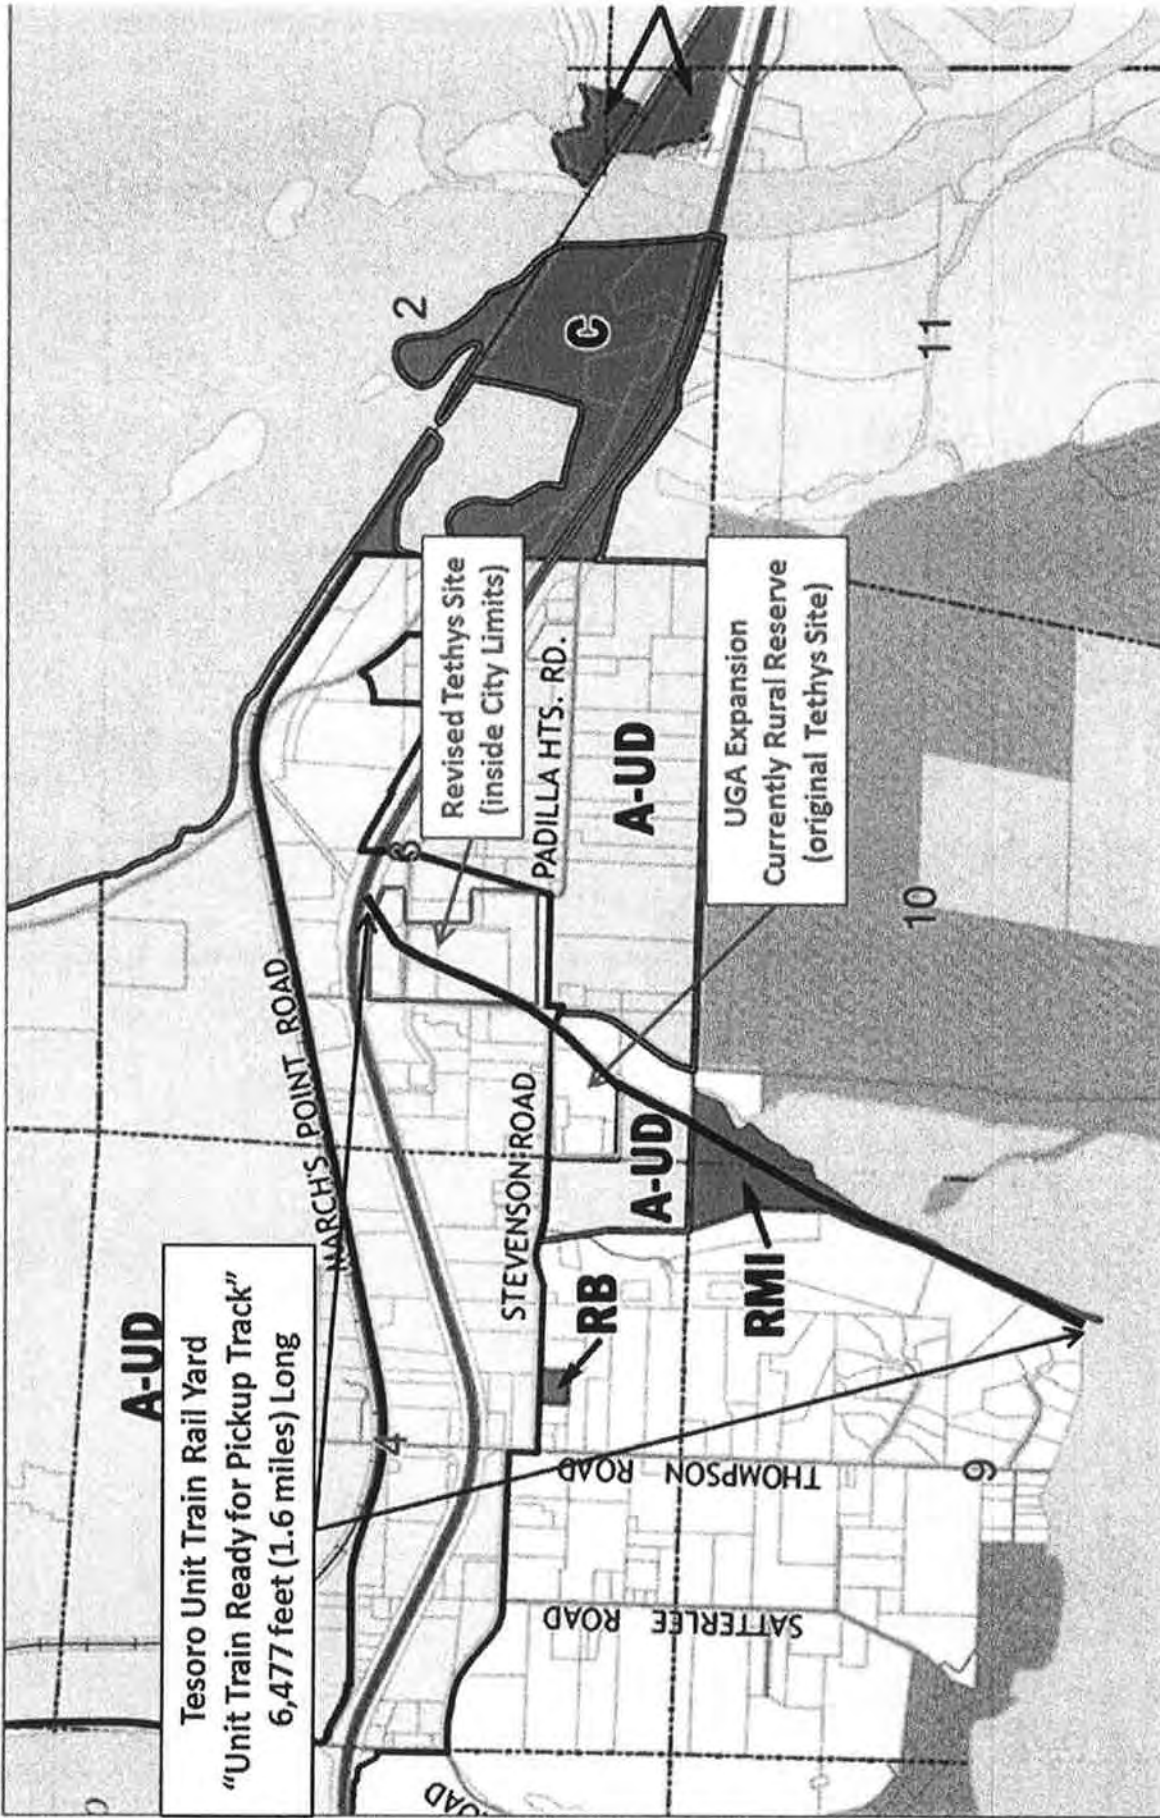 A-UD
Tesoro Unit Train Rail Yard
“Unit Train Ready for Pickup Track”
6,477 feet (1.6 miles) Long
MARCH'S POINT ROAD
2
C
Revised Tethys Site
(inside City Limits)
3
4
PADILLA HTS. RD.
STEVENSON ROAD
A-UD
A-UD
UGA Expansion
Currently Rural Reserve
(original Tethys Site)
RB
RMI
THOMPSON ROAD
SATTERLEE ROAD
ROAD
9
10
11